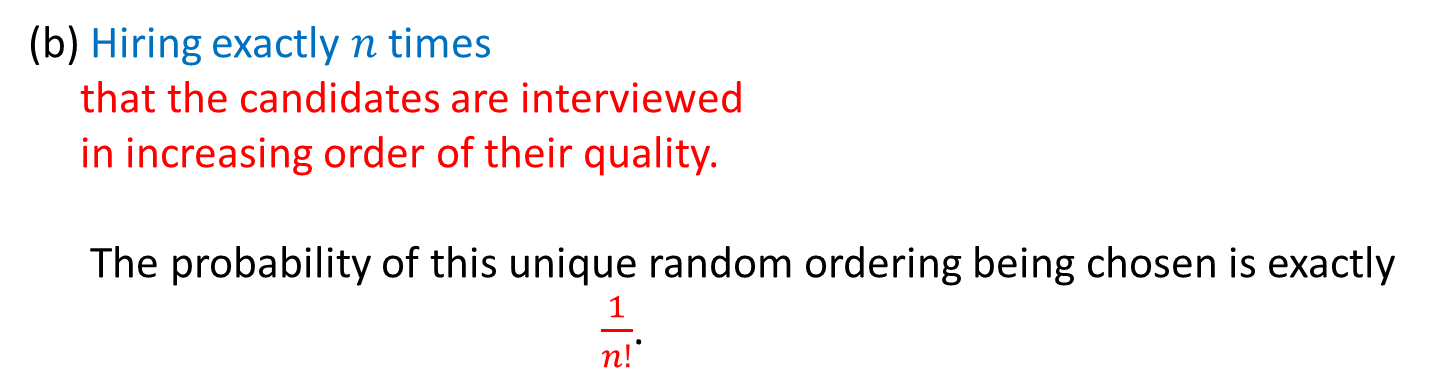 (b) Hiring exactly n times
that the candidates are interviewed
in increasing order of their quality.
The probability of this unique random ordering being chosen is exactly
1/n!.